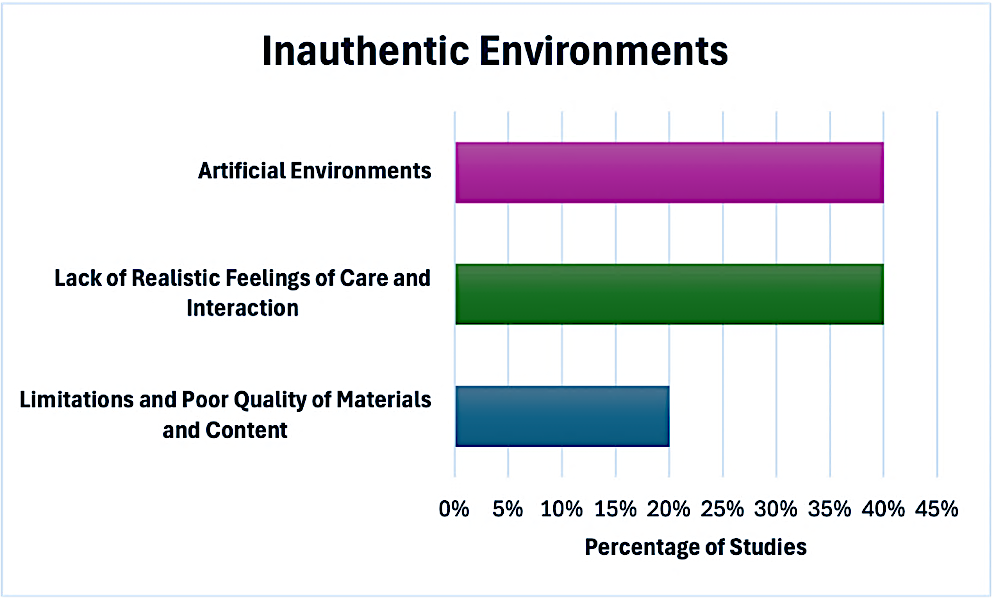 Inauthentic Environments
Artificial Environments
Lack of Realistic Feelings of Care and
Interaction
Limitations and Poor Quality of Materials
and Content
0% 5% 10% 15% 20% 25% 30% 35% 40% 45%
Percentage of Studies